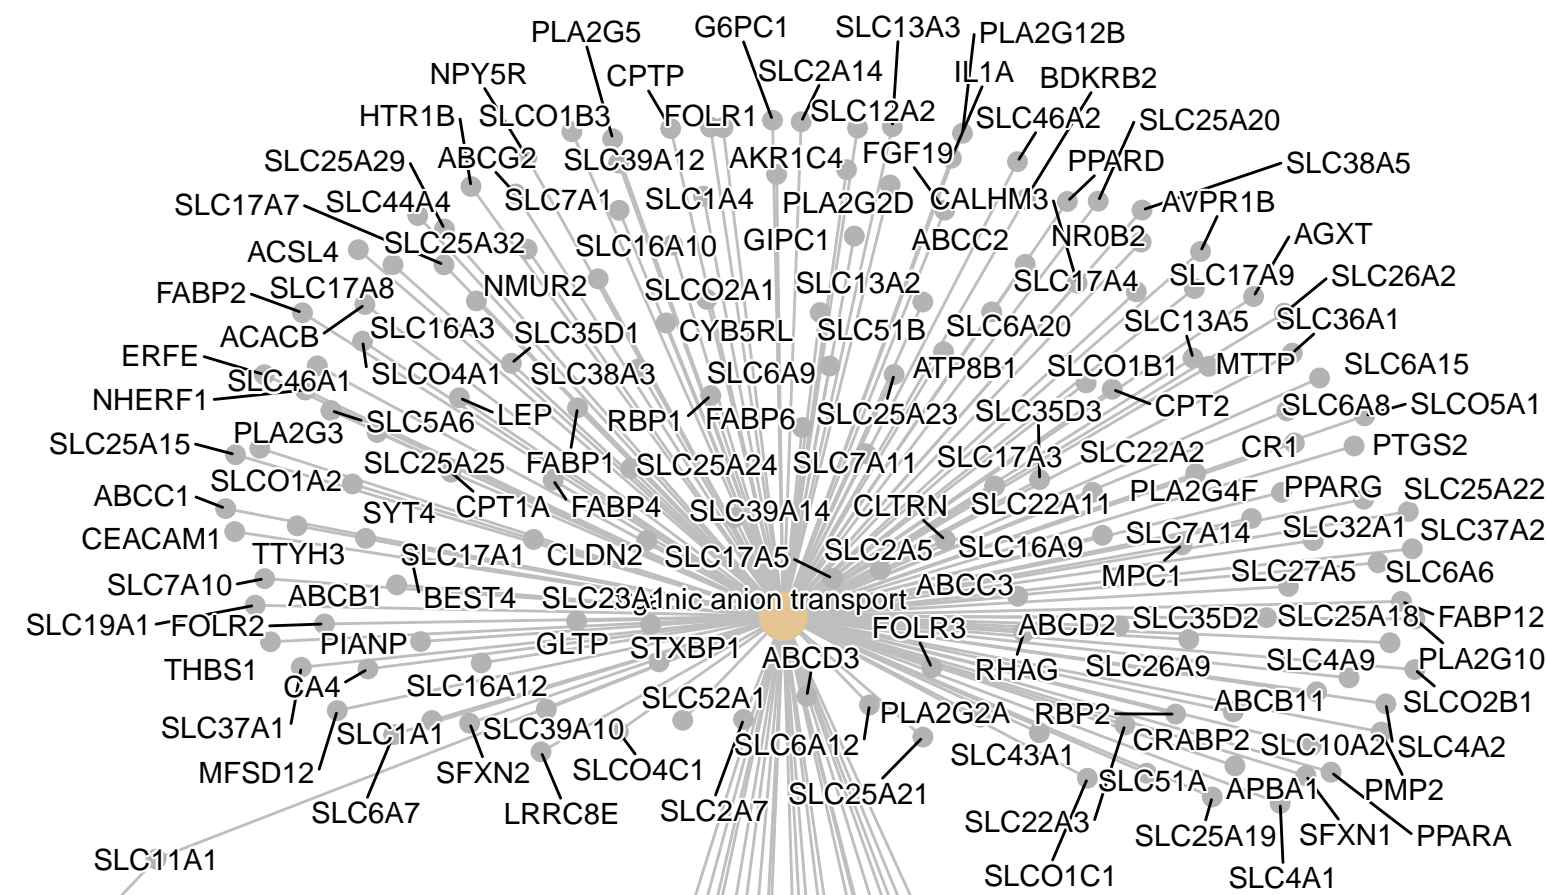 G6PC1
SLC13A3
PLA2G5
PLA2G12B
NPY5R
CPTP
SLC2A14
IL1A
BDKRB2
HTR1B
SLCO1B3
FOLR1
SLC12A2
SLC46A2
SLC25A20
SLC25A29
ABCG2
SLC39A12
AKR1C4
FGF19
PPARD
SLC38A5
SLC17A7
SLC44A4
SLC7A1
SLC1A4
PLA2G2D
CALHM3
AVPR1B
ACSL4
SLC25A32
SLC16A10
GIPC1
ABCC2
NR0B2
AGXT
FABP2
SLC17A8
NMUR2
SLCO2A1
SLC13A2
SLC17A4
SLC17A9
SLC26A2
ACACB
SLC16A3
SLC35D1
CYB5RL
SLC51B
SLC6A20
SLC13A5
SLC36A1
ERFE
SLC46A1
SLCO4A1
SLC38A3
SLC6A9
ATP8B1
SLCO1B1
MTTP
SLC6A15
NHERF1
SLC5A6
LEP
RBP1
FABP6
SLC25A23
SLC35D3
CPT2
SLC6A8
SLCO5A1
SLC25A15
PLA2G3
SLC25A25
FABP1
SLC25A24
SLC7A11
SLC17A3
SLC22A2
CR1
PTGS2
ABCC1
SLCO1A2
SYT4
CPT1A
FABP4
SLC39A14
CLTRN
SLC22A11
PLA2G4F
PPARG
SLC25A22
CEACAM1
TTYH3
SLC17A1
CLDN2
SLC17A5
SLC2A5
SLC16A9
SLC7A14
SLC32A1
SLC37A2
SLC7A10
ABCB1
BEST4
SLC23A1
anion transport
ABCC3
MPC1
SLC27A5
SLC6A6
SLC19A1
FOLR2
PIANP
GLTP
STXBP1
FOLR3
ABCD2
SLC35D2
SLC25A18
FABP12
THBS1
CA4
SLC16A12
ABCD3
RHAG
SLC26A9
SLC4A9
PLA2G10
SLC37A1
SLC1A1
SLC39A10
SLC52A1
PLA2G2A
RBP2
ABCB11
SLCO2B1
MFSD12
SFXN2
SLCO4C1
SLC6A12
SLC43A1
CRABP2
SLC10A2
SLC4A2
SLC6A7
LRRC8E
SLC2A7
SLC25A21
SLC51A
APBA1
PMP2
SLC22A3
SLC25A19
SFXN1
PPARA
SLC11A1
SLCO1C1
SLC4A1